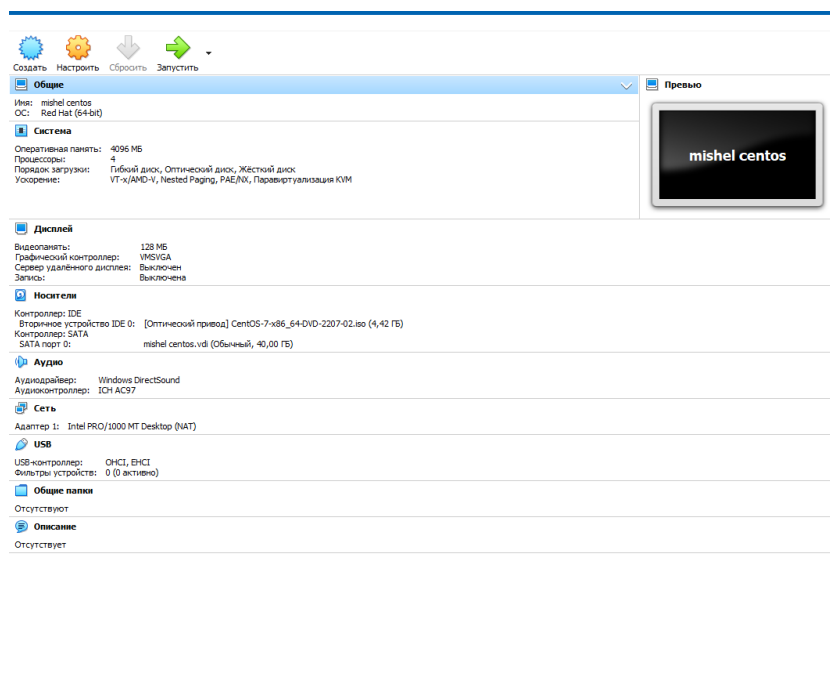 Создать Настроить Сбросить Запустить
Общие
Имя: mishel centos
ОС: Red Hat (64-bit)
Система
Оперативная память: 4096 МБ
Процессоры: 4
Порядок загрузки: Гибкий диск, Оптический диск, Жёсткий диск
Ускорение: VT-x/AMD-V, Nested Paging, PAE/NX, Паравиртуализация KVM
Превью
mishel centos
Дисплей
Видеопамять: 128 МБ
Графический контроллер: VMSVGA
Сервер удалённого дисплея: Выключен
Запись: Выключена
Носители
Контроллер: IDE
Вторичное устройство IDE 0: [Оптический привод] CentOS-7-x86_64-DVD-2207-02.iso (4,42 ГБ)
Контроллер: SATA
SATA порт 0: mishel centos.vdi (Обычный, 40,00 ГБ)
Аудио
Аудиодрайвер: Windows DirectSound
Аудиоконтроллер: ICH AC97
Сеть
Адаптер 1: Intel PRO/1000 MT Desktop (NAT)
USB
USB-контроллер: OHCI, EHCI
Фильтры устройств: 0 (0 активно)
Общие папки
Отсутствуют
Описание
Отсутствует